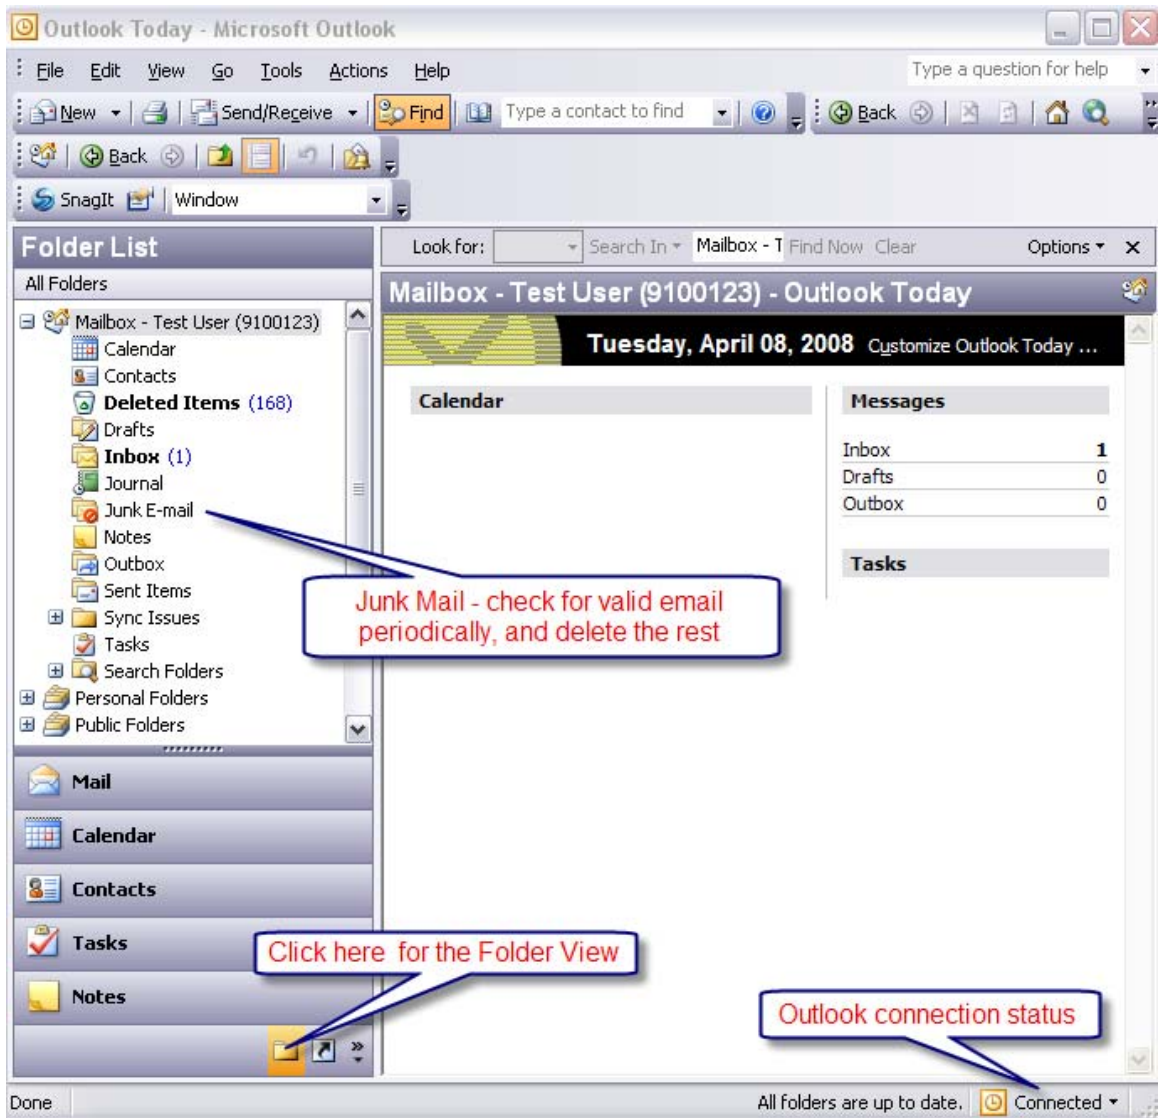 Outlook Today - Microsoft Outlook
File Edit View Go Tools Actions Help Type a question for help
New Send/Receive Find Type a contact to find Back
Back
SnagIt Window
Folder List
All Folders
Mailbox - Test User (9100123)
Calendar
Contacts
Deleted Items (168)
Drafts
Inbox (1)
Journal
Junk E-mail
Notes
Outbox
Sent Items
Sync Issues
Tasks
Search Folders
Personal Folders
Public Folders
Mail
Calendar
Contacts
Tasks
Notes
Look for: Search In Mailbox - T Find Now Clear Options
Mailbox - Test User (9100123) - Outlook Today
Tuesday, April 08, 2008 Customize Outlook Today ...
Calendar
Messages
Inbox 1
Drafts 0
Outbox 0
Tasks
Junk Mail - check for valid email
periodically, and delete the rest
Click here for the Folder View
Outlook connection status
Done All folders are up to date. Connected